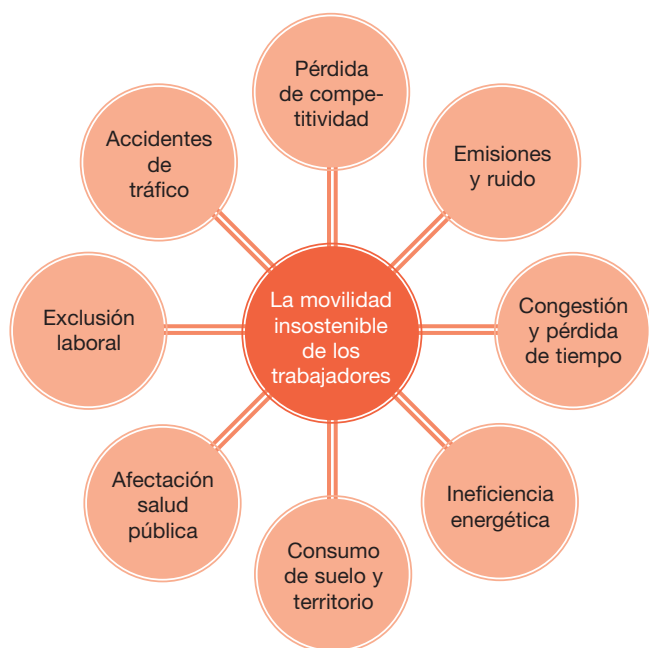 Pérdida
de compe-
titividad
Emisiones
y ruido
Congestión
y pérdida
de tiempo
Ineficiencia
energética
Consumo
de suelo y
territorio
Afectación
salud
pública
Exclusión
laboral
Accidentes
de
tráfico
La movilidad
insostenible
de los
trabajadores